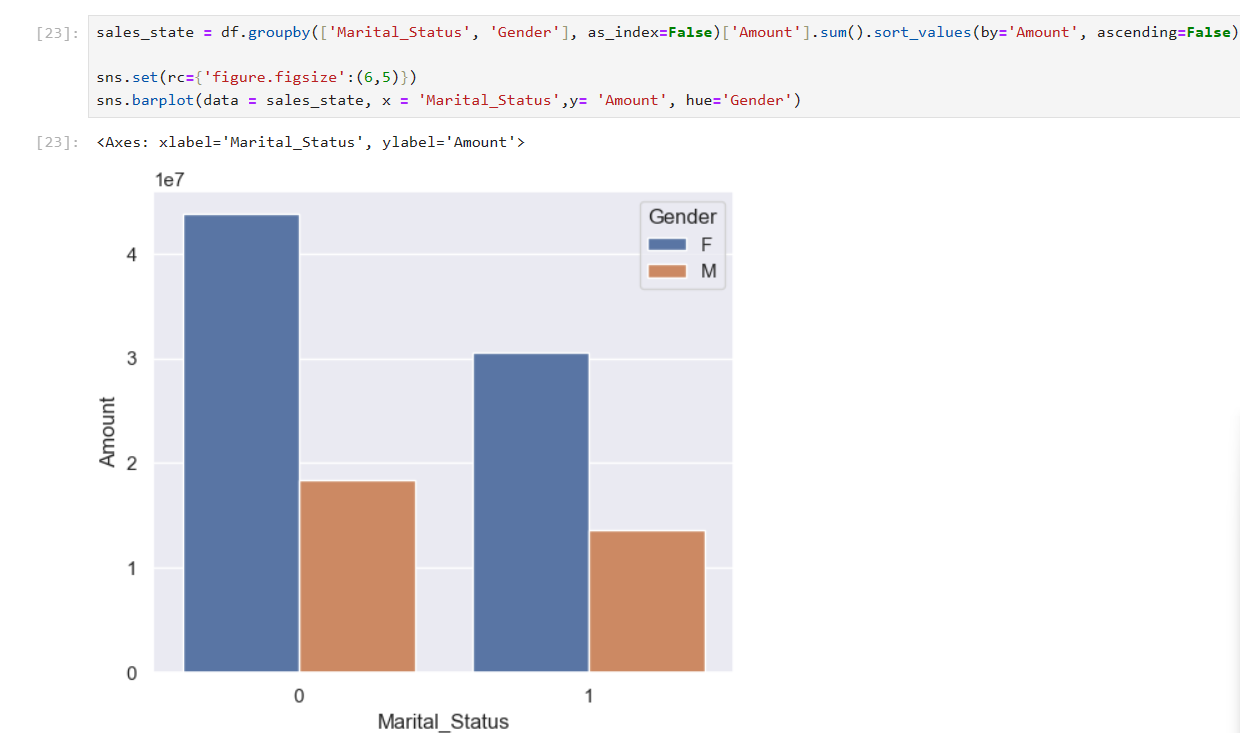 [23]: sales_state = df.groupby(['Marital_Status', 'Gender'], as_index=False)['Amount'].sum().sort_values(by='Amount', ascending=False)
sns.set(rc={'figure.figsize':(6,5)})
sns.barplot(data = sales_state, x = 'Marital_Status',y= 'Amount', hue='Gender')
[23]: <Axes: xlabel='Marital_Status', ylabel='Amount'>
1e7
Gender
F
M
4
3
2
1
0
Amount
0 1
Marital_Status